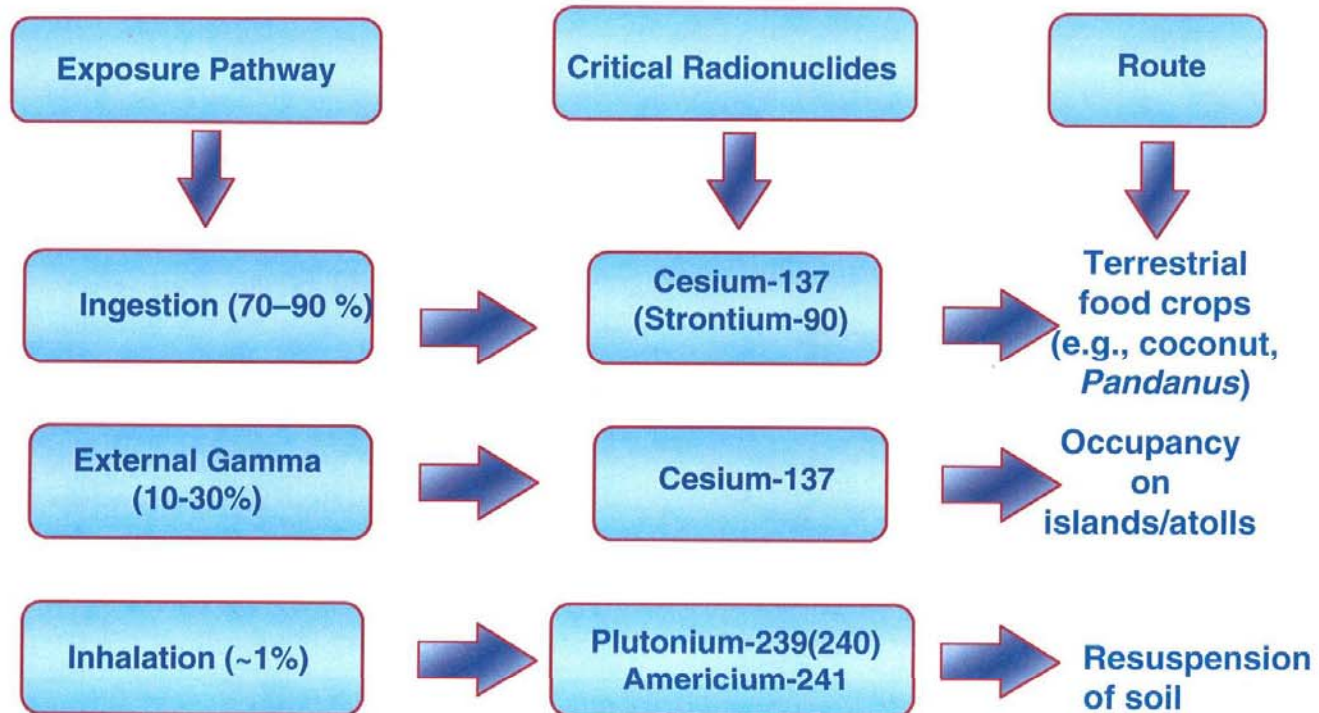 Exposure Pathway
Critical Radionuclides
Route
Ingestion (70–90 %)
Cesium-137
(Strontium-90)
Terrestrial
food crops
(e.g., coconut,
Pandanus)
External Gamma
(10-30%)
Cesium-137
Occupancy
on
islands/atolls
Inhalation (~1%)
Plutonium-239(240)
Americium-241
Resuspension
of soil